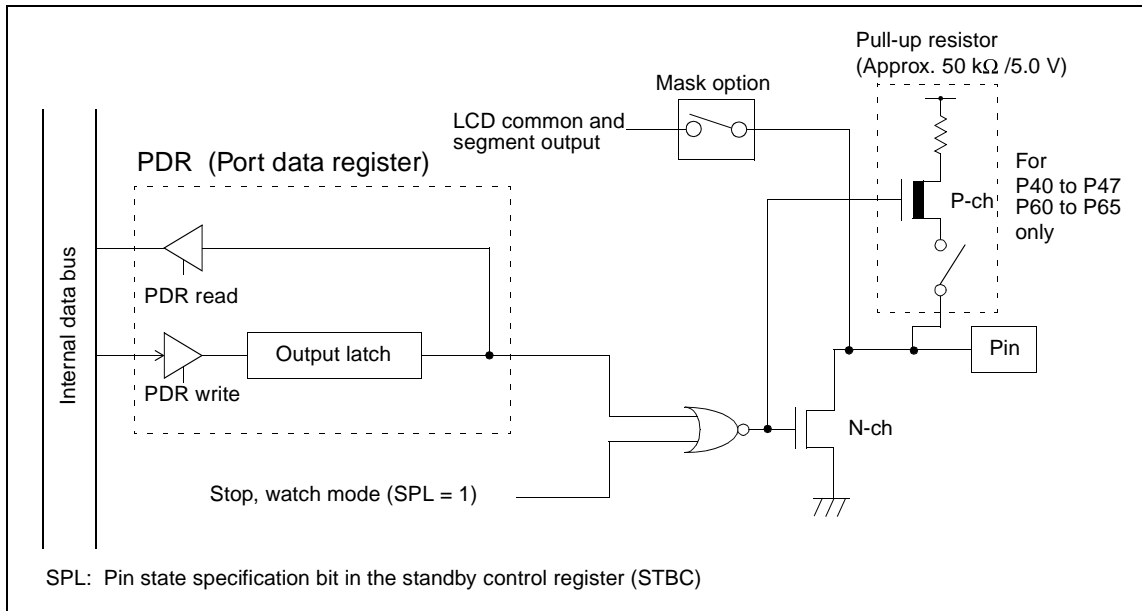 Pull-up resistor
(Approx. 50 kΩ /5.0 V)
Mask option
LCD common and
segment output
PDR (Port data register)
For
P40 to P47
P60 to P65
only
P-ch
Internal data bus
PDR read
Output latch
Pin
PDR write
N-ch
Stop, watch mode (SPL = 1)
SPL: Pin state specification bit in the standby control register (STBC)